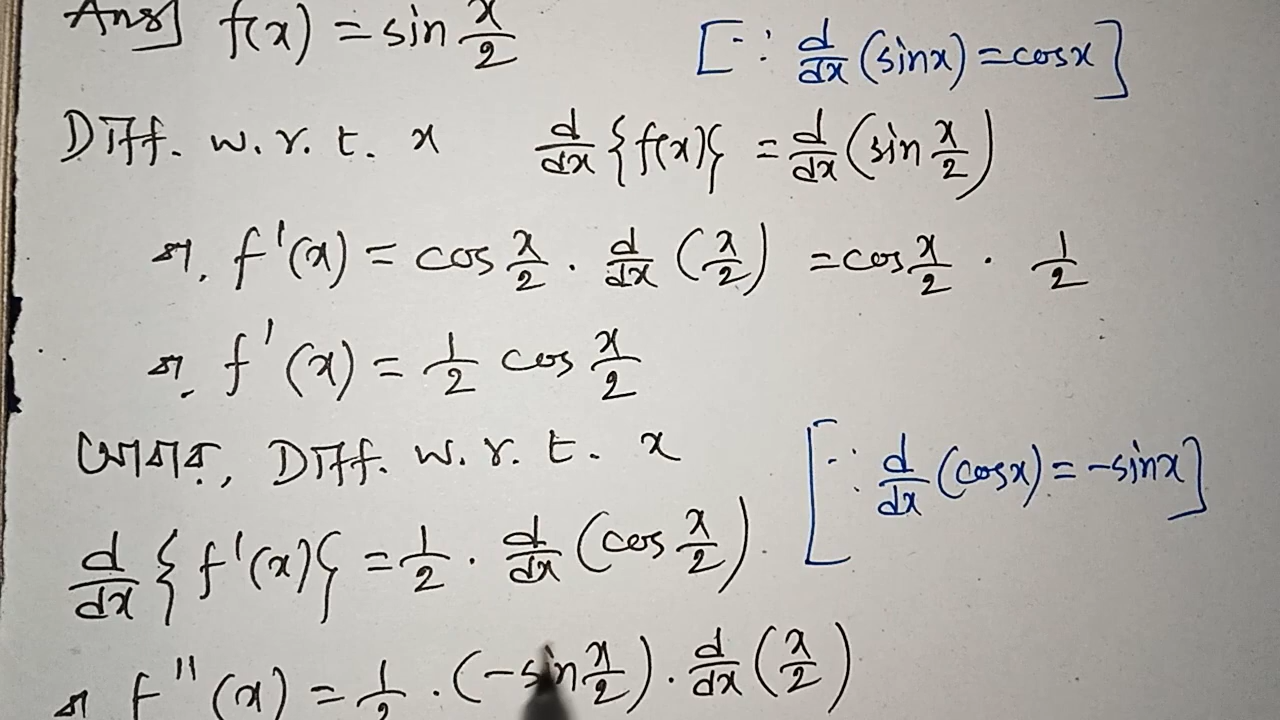 Ans] f(x) = sin x/2 [∵ d/dx (sinx) = cosx]
Diff. w.r.t. x d/dx {f(x)} = d/dx (sin x/2)
বা, f'(x) = cos x/2 . d/dx (x/2) = cos x/2 . 1/2
বা, f'(x) = 1/2 cos x/2
আবার, Diff. w.r.t. x [∵ d/dx (cosx) = -sinx]
d/dx {f'(x)} = 1/2 . d/dx (cos x/2)
বা f''(x) = 1/2 . (-sin x/2) . d/dx (x/2)